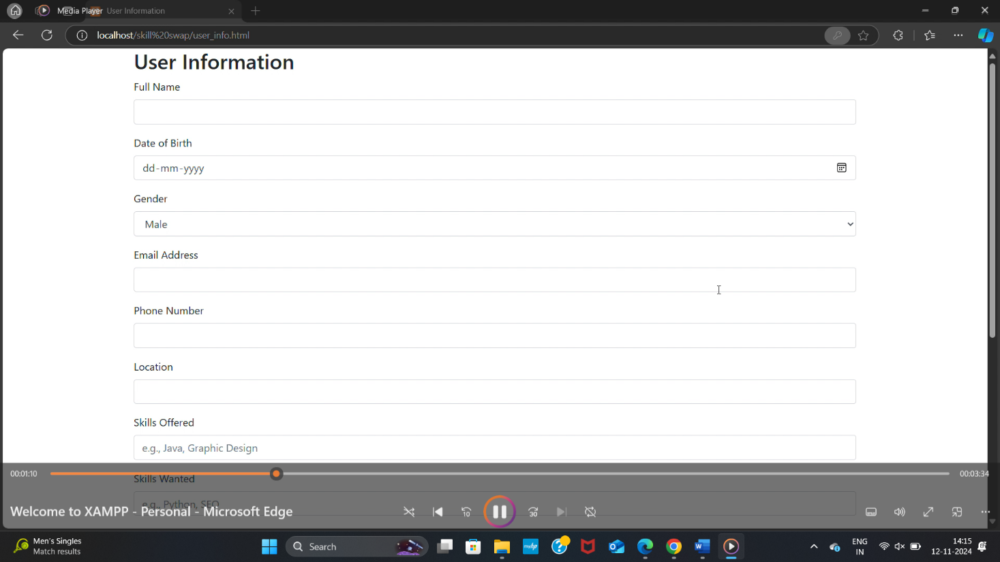 Media Player
User Information
localhost/skill%20swap/user_info.html
User Information
Full Name
Date of Birth
dd-mm-yyyy
Gender
Male
Email Address
Phone Number
Location
Skills Offered
e.g., Java, Graphic Design
00:01:10
00:03:34
Skills Wanted
e.g., Python, SEO
Welcome to XAMPP - Personal - Microsoft Edge
10
30
Men's Singles
Match results
Search
myhp
ENG
IN
14:15
12-11-2024